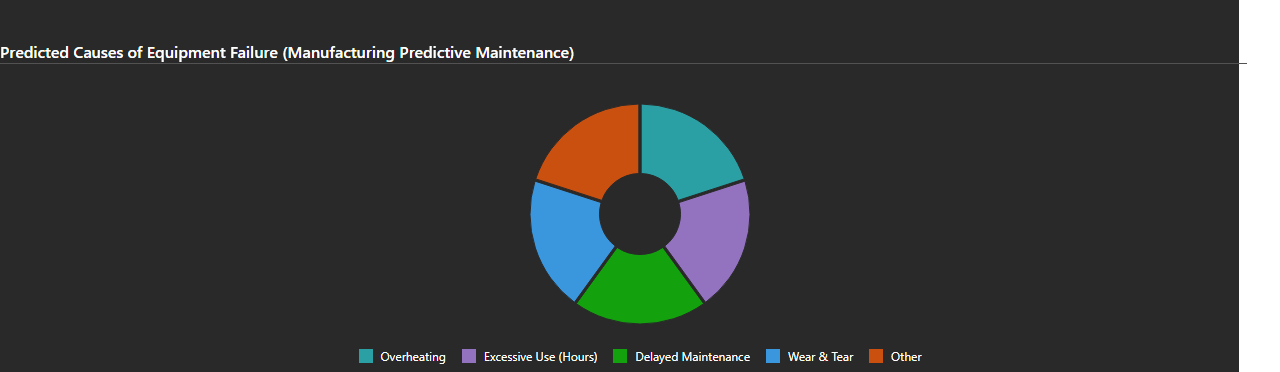 Predicted Causes of Equipment Failure (Manufacturing Predictive Maintenance)
Overheating Excessive Use (Hours) Delayed Maintenance Wear & Tear Other